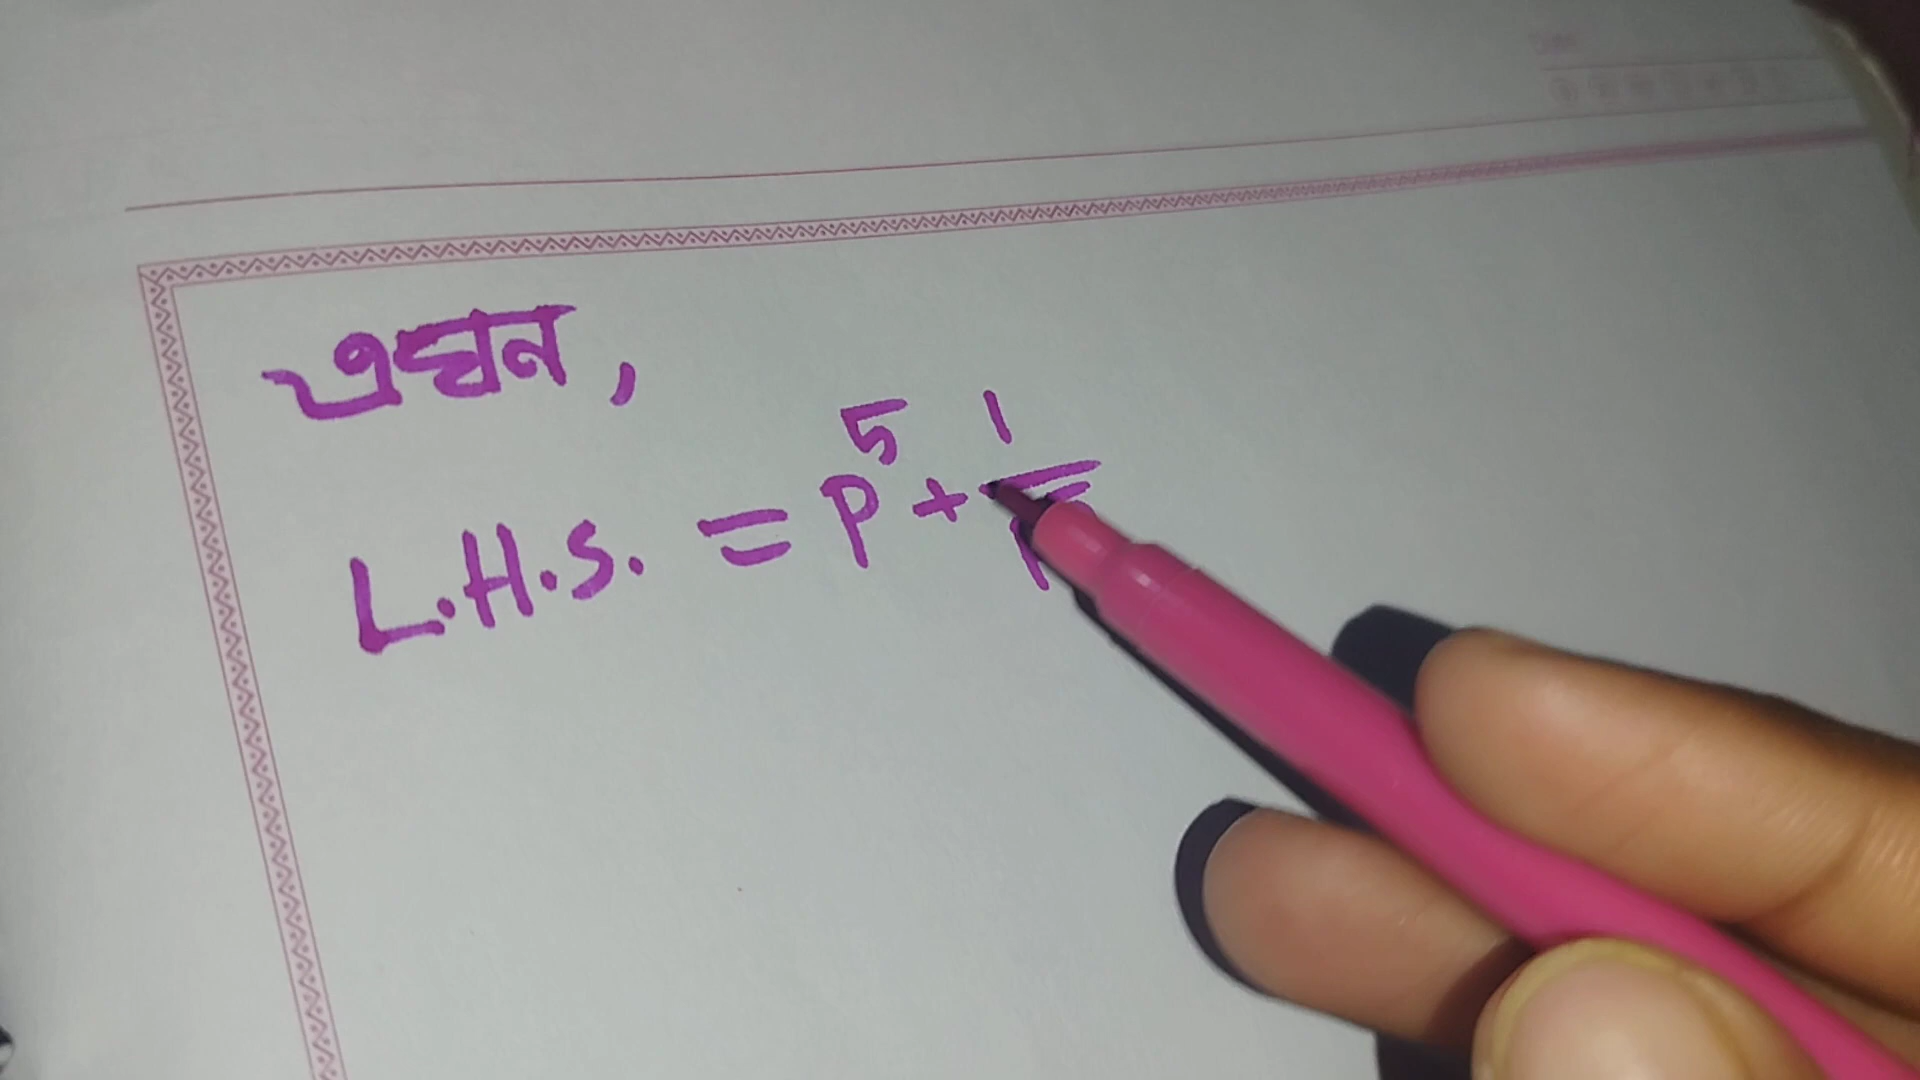 এখন,
L.H.S. = p⁵ + 1/p